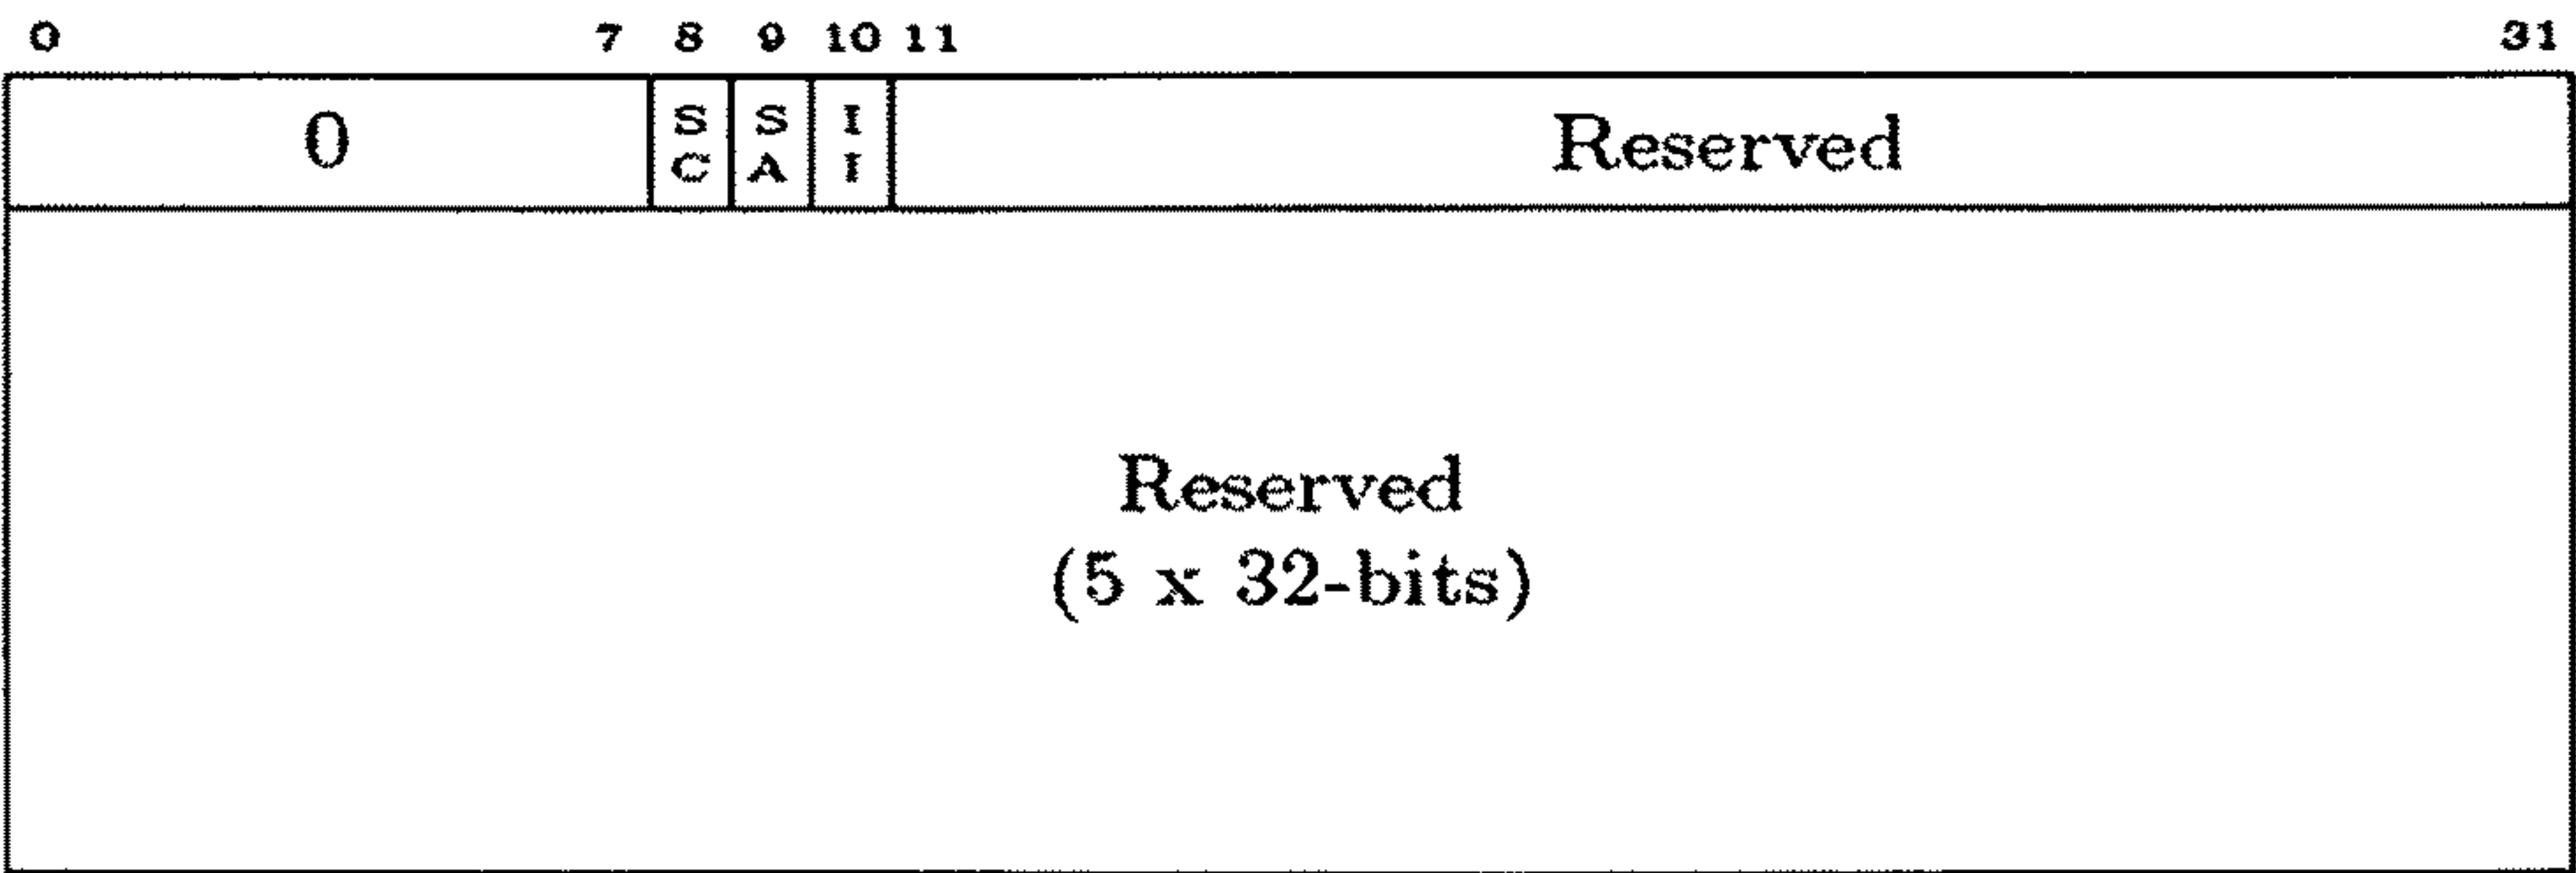 0 7 8 9 10 11 31
0 S S I Reserved
C A I
Reserved
(5 x 32-bits)